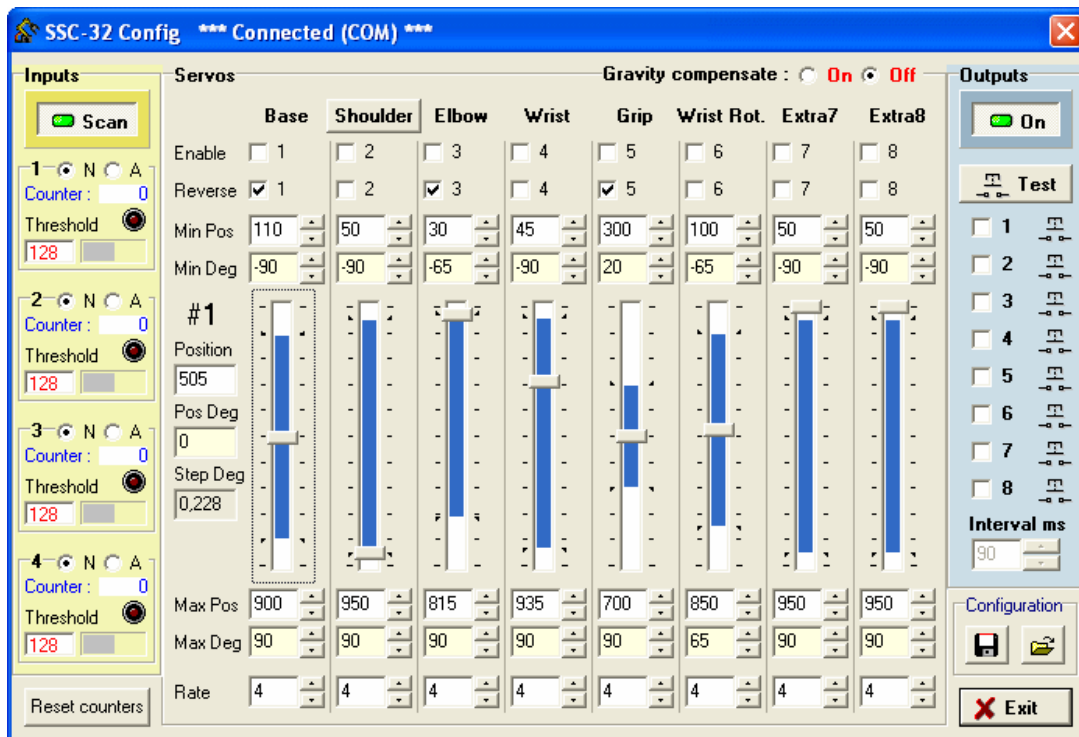 SSC-32 Config *** Connected (COM) ***
Inputs
Scan
1 N A
Counter : 0
Threshold
128
2 N A
Counter : 0
Threshold
128
3 N A
Counter : 0
Threshold
128
4 N A
Counter : 0
Threshold
128
Reset counters
Servos
Gravity compensate : On Off
Base Shoulder Elbow Wrist Grip Wrist Rot. Extra7 Extra8
Enable 1 2 3 4 5 6 7 8
Reverse 1 2 3 4 5 6 7 8
Min Pos 110 50 30 45 300 100 50 50
Min Deg -90 -90 -65 -90 20 -65 -90 -90
#1
Position
505
Pos Deg
0
Step Deg
0,228
Max Pos 900 950 815 935 700 850 950 950
Max Deg 90 90 90 90 90 65 90 90
Rate 4 4 4 4 4 4 4 4
Outputs
On
Test
1
2
3
4
5
6
7
8
Interval ms
90
Configuration
Exit